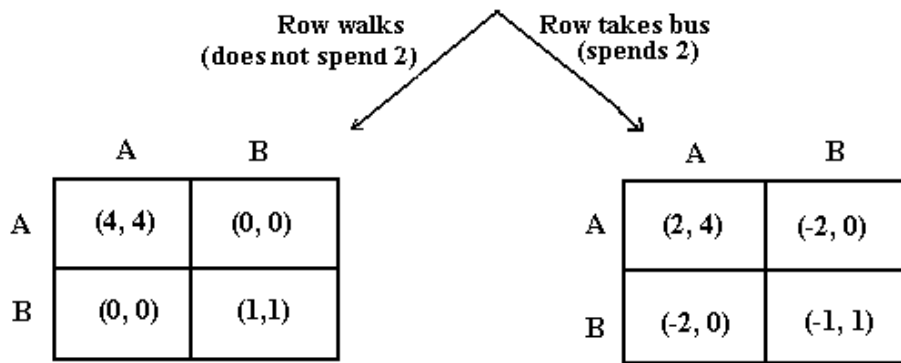 Row walks
(does not spend 2)
Row takes bus
(spends 2)
A B
A (4, 4) (0, 0)
B (0, 0) (1,1)
A B
A (2, 4) (-2, 0)
B (-2, 0) (-1, 1)